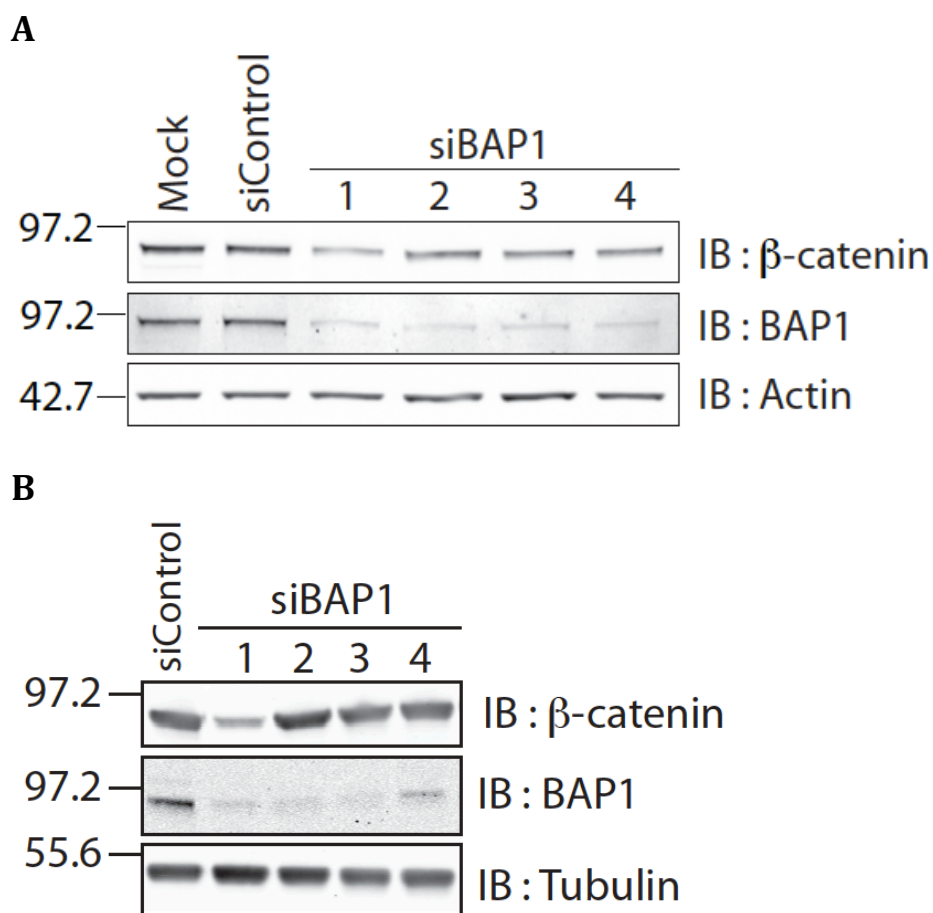 A
Mock siControl siBAP1
1 2 3 4
97.2 IB : β-catenin
97.2 IB : BAP1
42.7 IB : Actin
B
siControl siBAP1
1 2 3 4
97.2 IB : β-catenin
97.2 IB : BAP1
55.6 IB : Tubulin